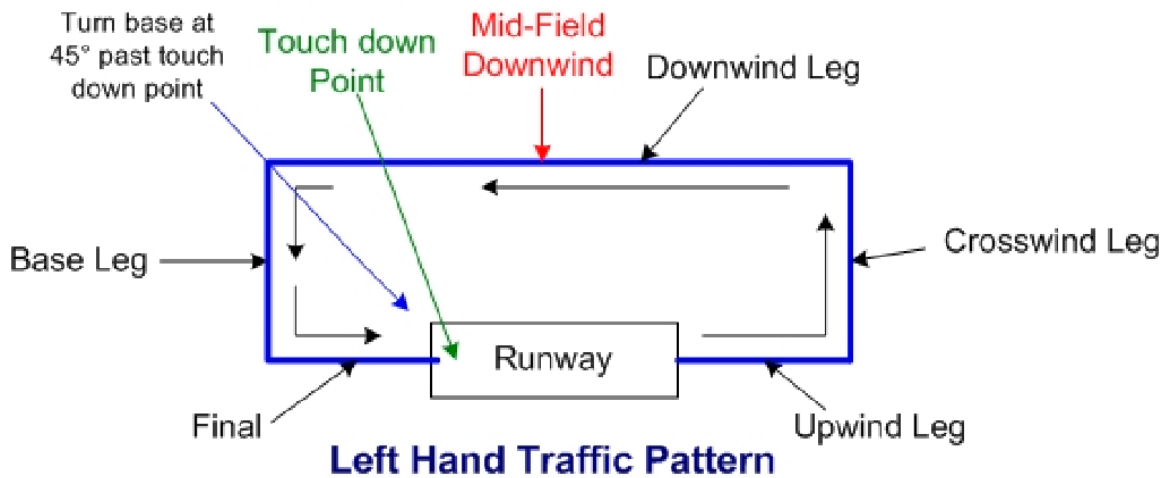 Turn base at
45° past touch
down point
Touch down
Point
Mid-Field
Downwind
Downwind Leg
Base Leg
Crosswind Leg
Runway
Final
Upwind Leg
Left Hand Traffic Pattern